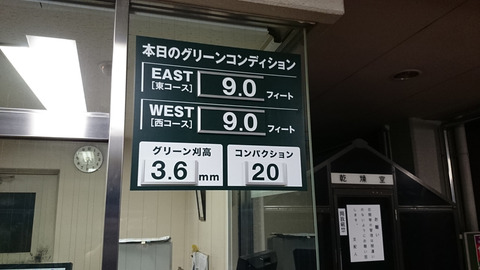 本日のグリーンコンディション
EAST
[東コース]
9.0 フィート
WEST
[西コース]
9.0 フィート
グリーン刈高
3.6 mm
コンパクション
20
乾燥室